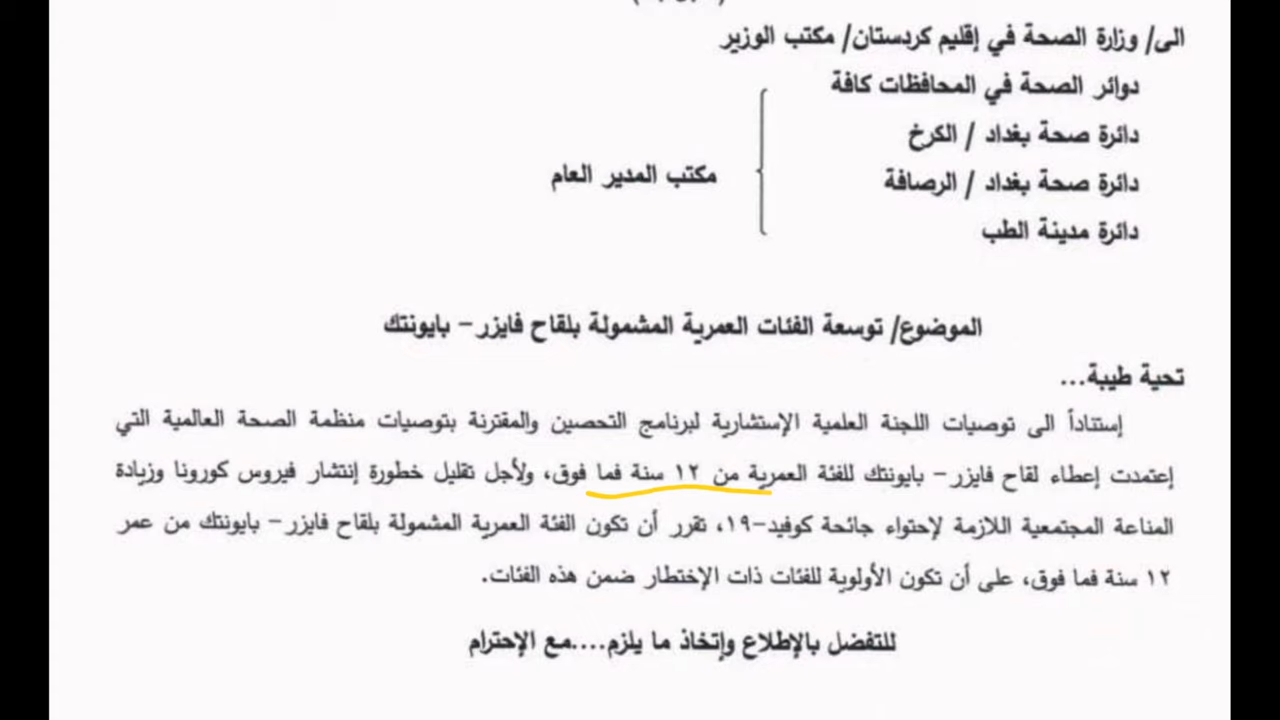 الى/ وزارة الصحة في إقليم كردستان/ مكتب الوزير
دوائر الصحة في المحافظات كافة
دائرة صحة بغداد / الكرخ
دائرة صحة بغداد / الرصافة
مكتب المدير العام
دائرة مدينة الطب
الموضوع/ توسعة الفئات العمرية المشمولة بلقاح فايزر- بايونتك
تحية طيبة...
إستناداً الى توصيات اللجنة العلمية الإستشارية لبرنامج التحصين والمقترنة بتوصيات منظمة الصحة العالمية التي
إعتمدت إعطاء لقاح فايزر- بايونتك للفئة العمرية من ١٢ سنة فما فوق، ولأجل تقليل خطورة إنتشار فيروس كورونا وزيادة
المناعة المجتمعية اللازمة لإحتواء جائحة كوفيد-١٩، تقرر أن تكون الفئة العمرية المشمولة بلقاح فايزر- بايونتك من عمر
١٢ سنة فما فوق، على أن تكون الأولوية للفئات ذات الإختطار ضمن هذه الفئات.
للتفضل بالإطلاع وإتخاذ ما يلزم....مع الإحترام